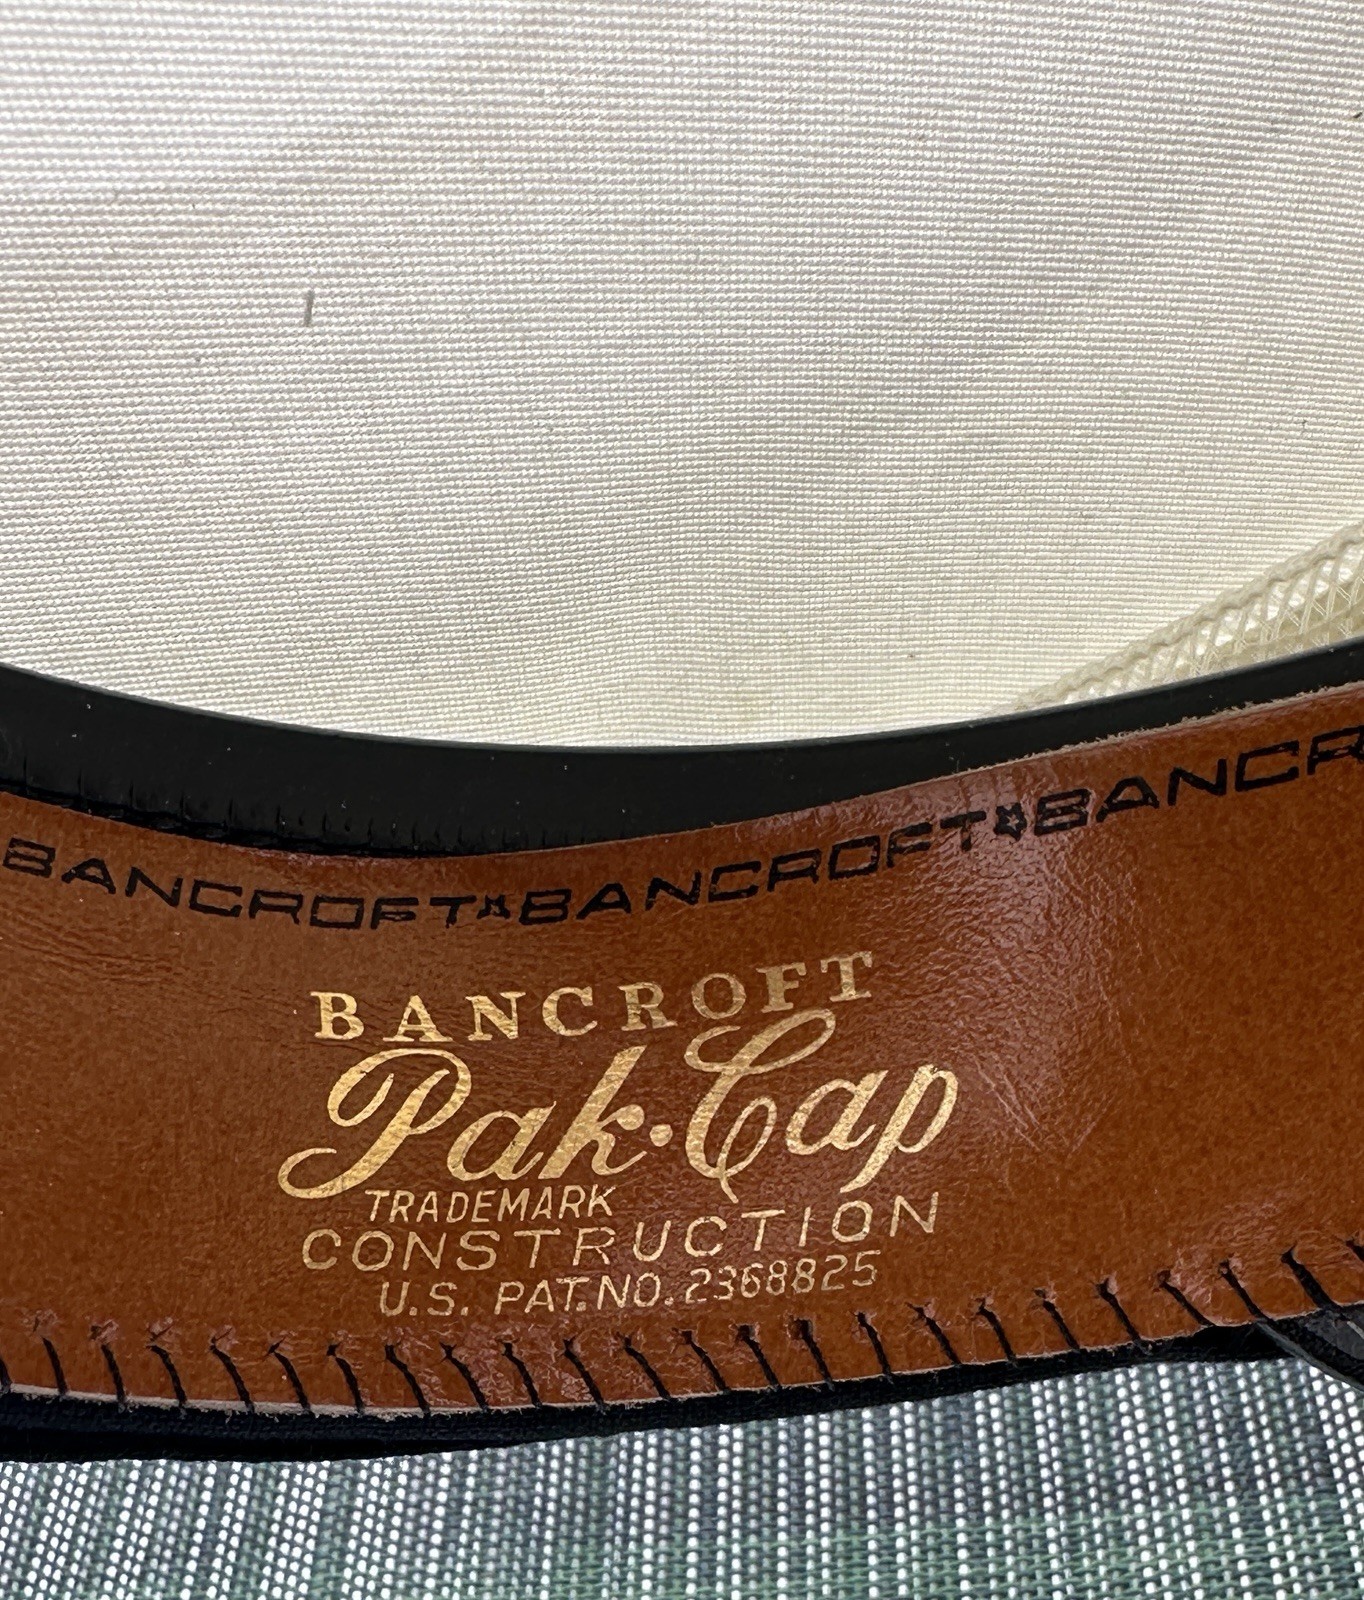 BANCROFT*BANCROFT*BANCR
BANCROFT
Pak·Cap
TRADEMARK
CONSTRUCTION
U.S. PAT.NO.2368825